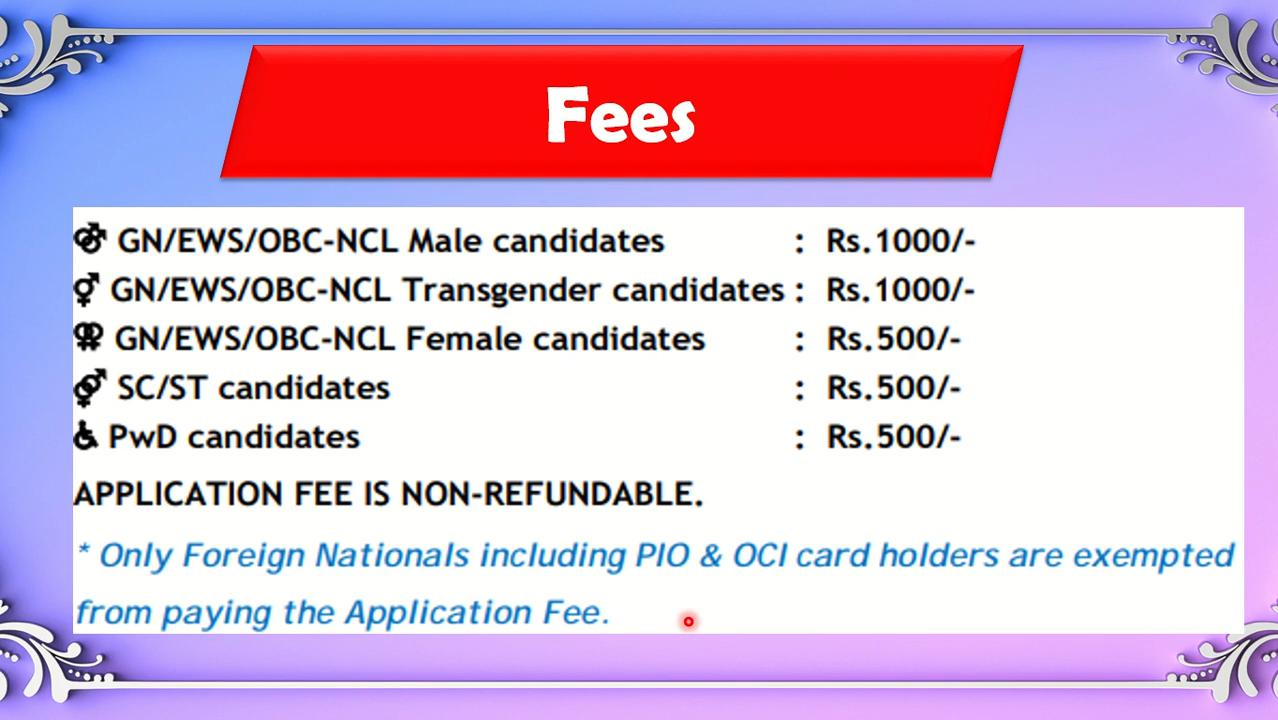 Fees
GN/EWS/OBC-NCL Male candidates : Rs.1000/-
GN/EWS/OBC-NCL Transgender candidates : Rs.1000/-
GN/EWS/OBC-NCL Female candidates : Rs.500/-
SC/ST candidates : Rs.500/-
PwD candidates : Rs.500/-
APPLICATION FEE IS NON-REFUNDABLE.
* Only Foreign Nationals including PIO & OCI card holders are exempted
from paying the Application Fee.